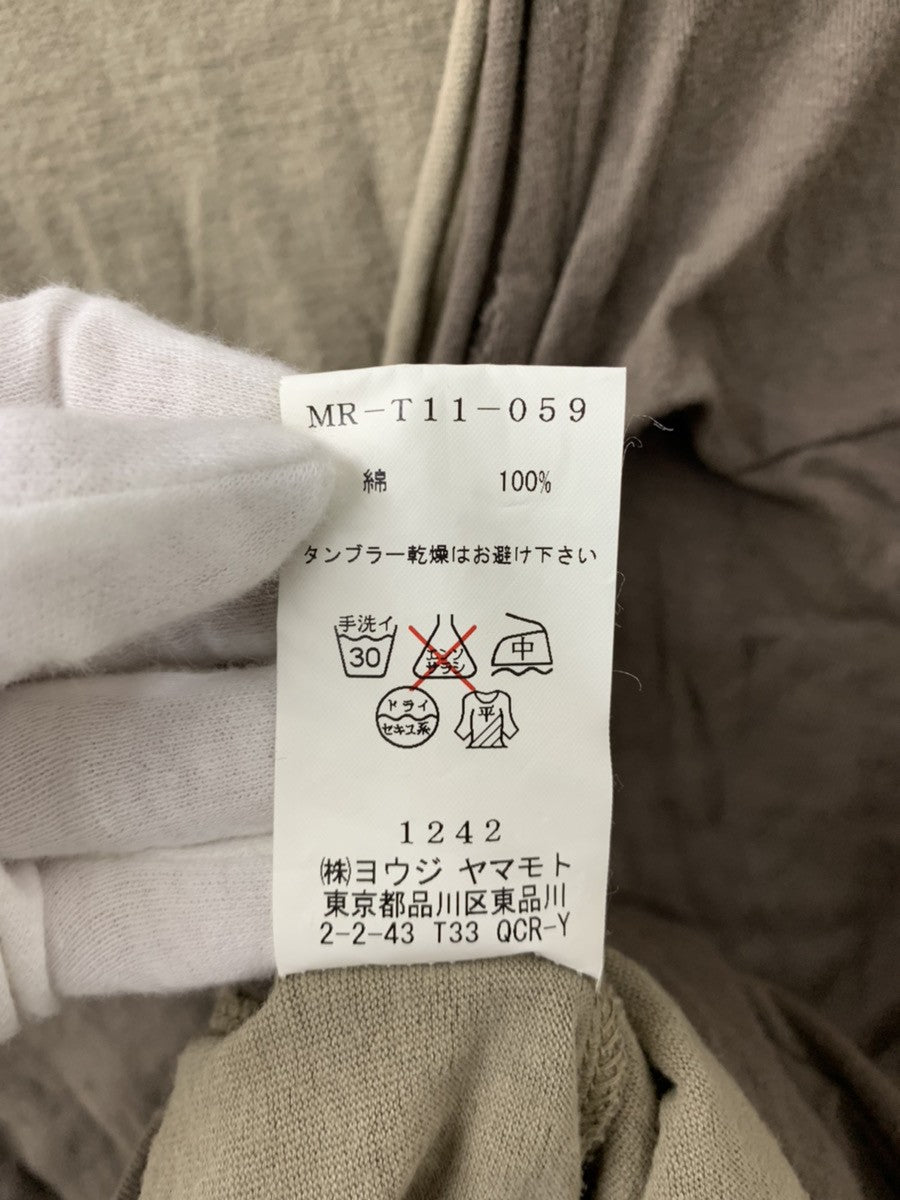 MR-T11-059
綿 100%
タンブラー乾燥はお避け下さい
手洗イ
30
エンソ
サラシ
中
ドライ
セキユ系
平
1242
㈱ヨウジ ヤマモト
東京都品川区東品川
2-2-43 T33 QCR-Y